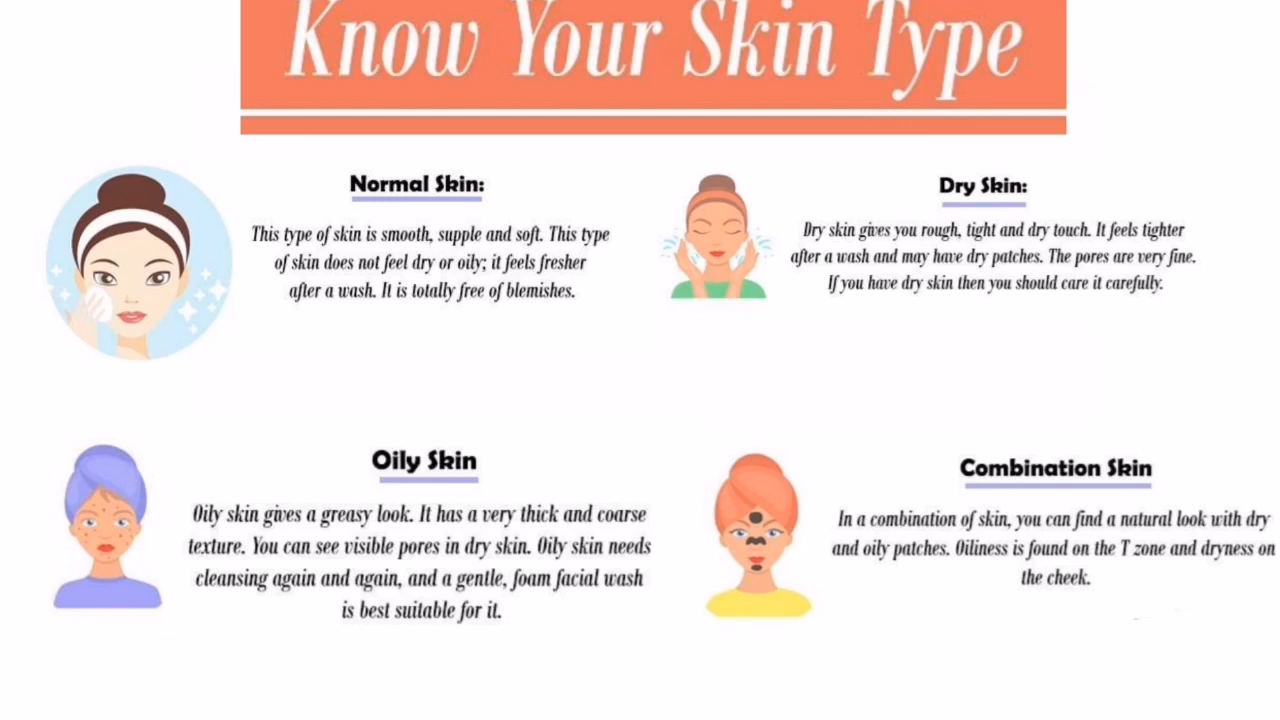 Know Your Skin Type
Normal Skin:
This type of skin is smooth, supple and soft. This type
of skin does not feel dry or oily; it feels fresher
after a wash. It is totally free of blemishes.
Dry Skin:
Dry skin gives you rough, tight and dry touch. It feels tighter
after a wash and may have dry patches. The pores are very fine.
If you have dry skin then you should care it carefully.
Oily Skin
Oily skin gives a greasy look. It has a very thick and coarse
texture. You can see visible pores in dry skin. Oily skin needs
cleansing again and again, and a gentle, foam facial wash
is best suitable for it.
Combination Skin
In a combination of skin, you can find a natural look with dry
and oily patches. Oiliness is found on the T zone and dryness on
the cheek.